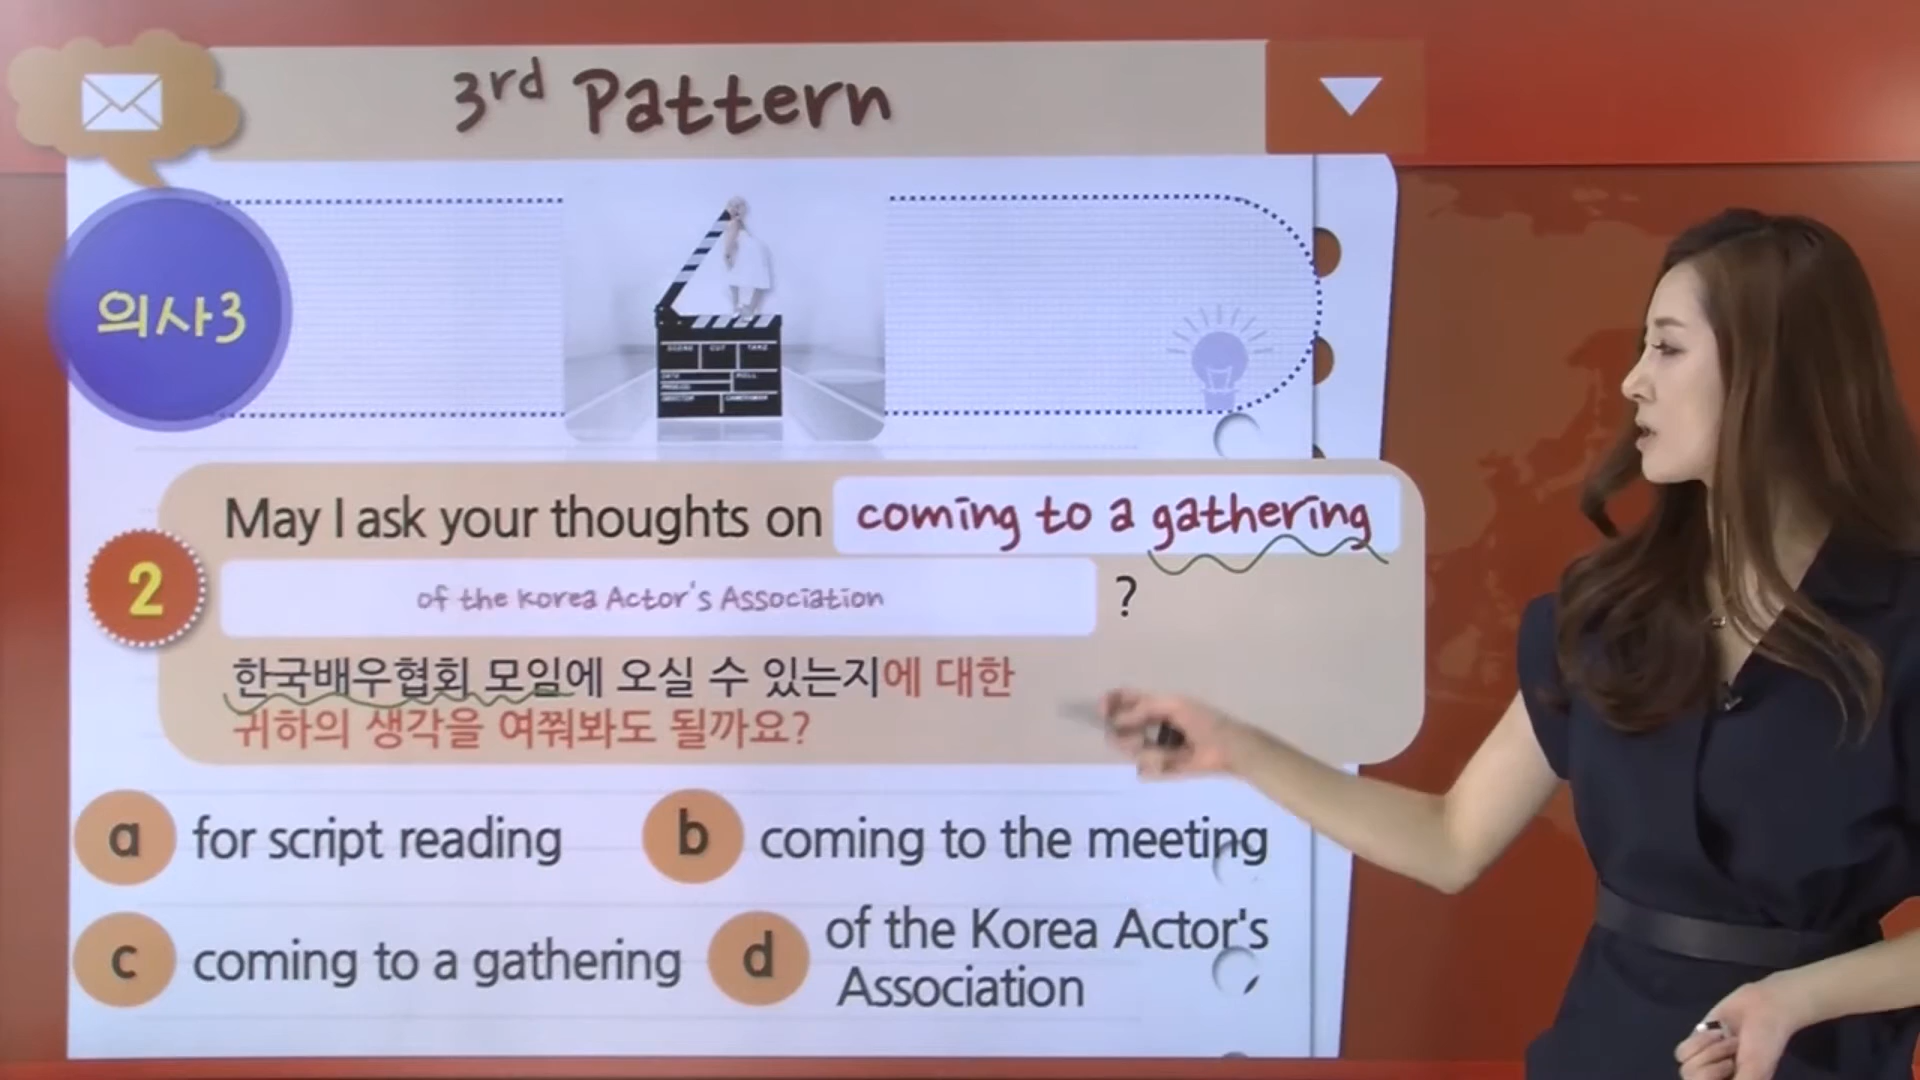 3rd Pattern
의사3
May I ask your thoughts on coming to a gathering
2
of the Korea Actor's Association ?
한국배우협회 모임에 오실 수 있는지에 대한
귀하의 생각을 여쭤봐도 될까요?
a for script reading
b coming to the meeting
c coming to a gathering
d of the Korea Actor's
Association